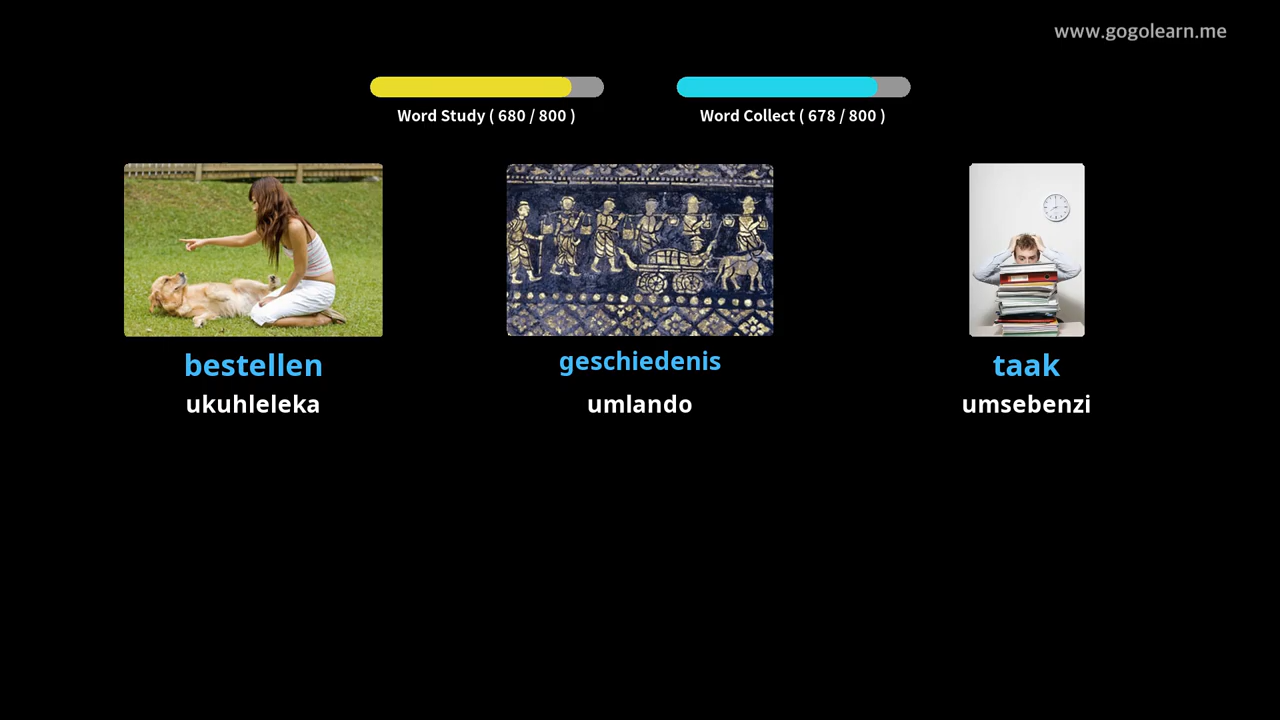 www.gogolearn.me
Word Study ( 680 / 800 )
Word Collect ( 678 / 800 )
bestellen
geschiedenis
taak
ukuhleleka
umlando
umsebenzi